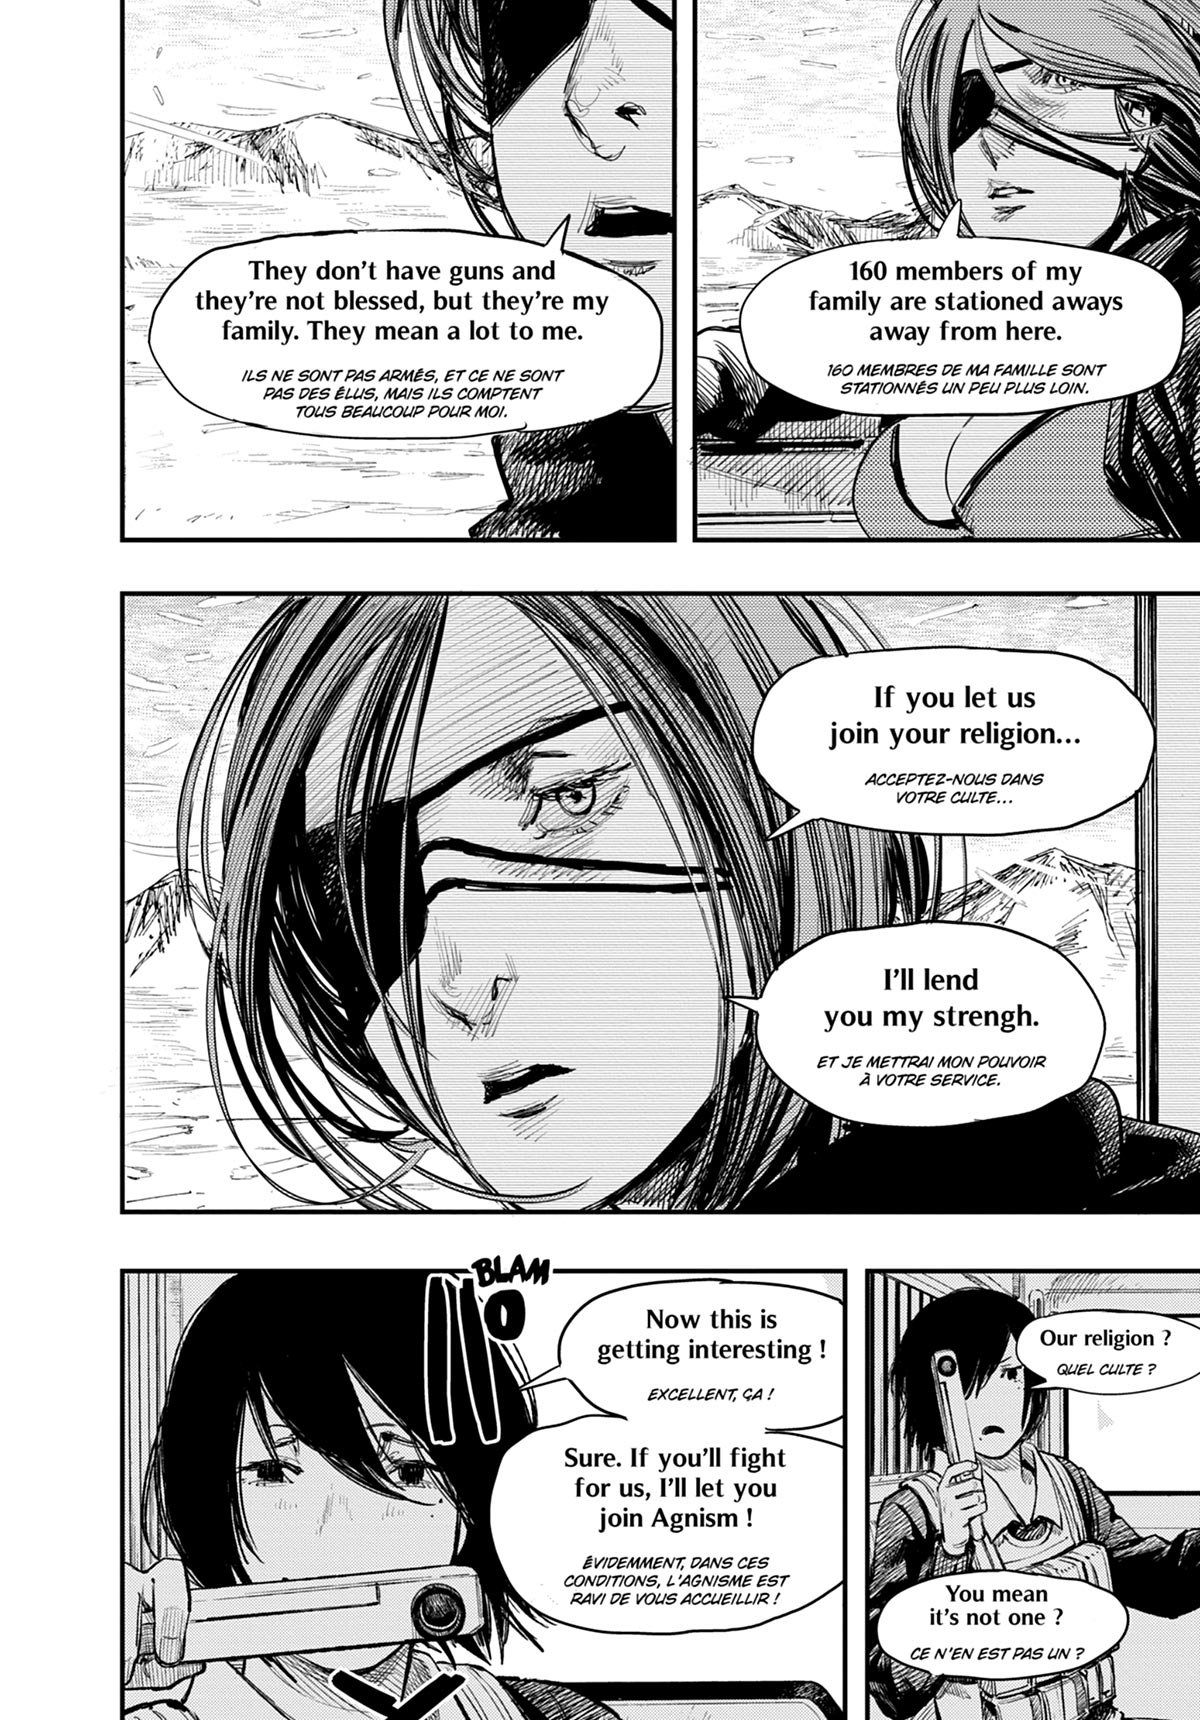 160 members of my
family are stationed aways
away from here.
160 MEMBRES DE MA FAMILLE SONT
STATIONNÉS UN PEU PLUS LOIN.
They don't have guns and
they're not blessed, but they're my
family. They mean a lot to me.
ILS NE SONT PAS ARMÉS, ET CE NE SONT
PAS DES ÉLUS, MAIS ILS COMPTENT
TOUS BEAUCOUP POUR MOI.
If you let us
join your religion...
ACCEPTEZ-NOUS DANS
VOTRE CULTE...
I'll lend
you my strengh.
ET JE METTRAI MON POUVOIR
À VOTRE SERVICE.
Our religion ?
QUEL CULTE ?
You mean
it's not one ?
CE N'EN EST PAS UN ?
BLAM
Now this is
getting interesting !
EXCELLENT, ÇA !
Sure. If you'll fight
for us, I'll let you
join Agnism !
ÉVIDEMMENT, DANS CES
CONDITIONS, L'AGNISME EST
RAVI DE VOUS ACCUEILLIR !